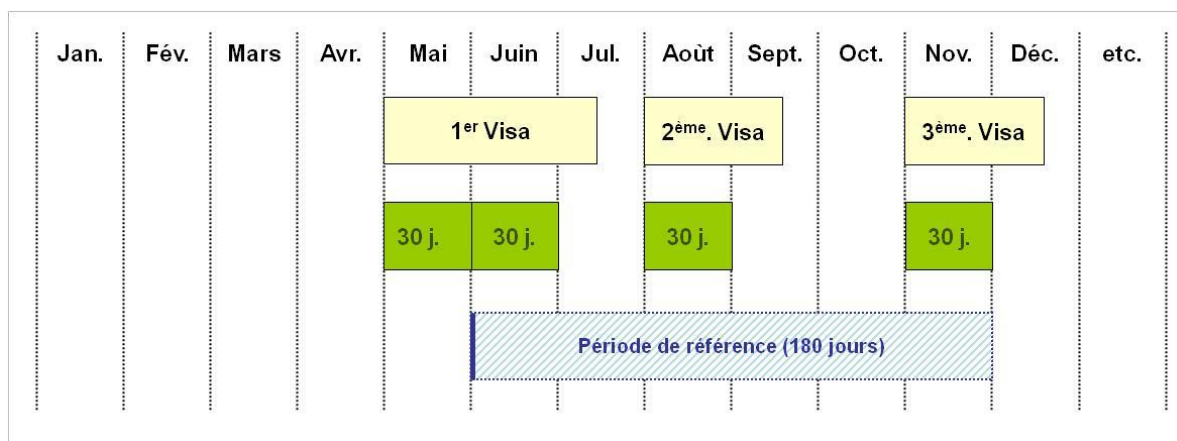 Jan. Fév. Mars Avr. Mai Juin Jul. Août Sept. Oct. Nov. Déc. etc.
1er Visa 2ème. Visa 3ème. Visa
30 j. 30 j. 30 j. 30 j.
Période de référence (180 jours)